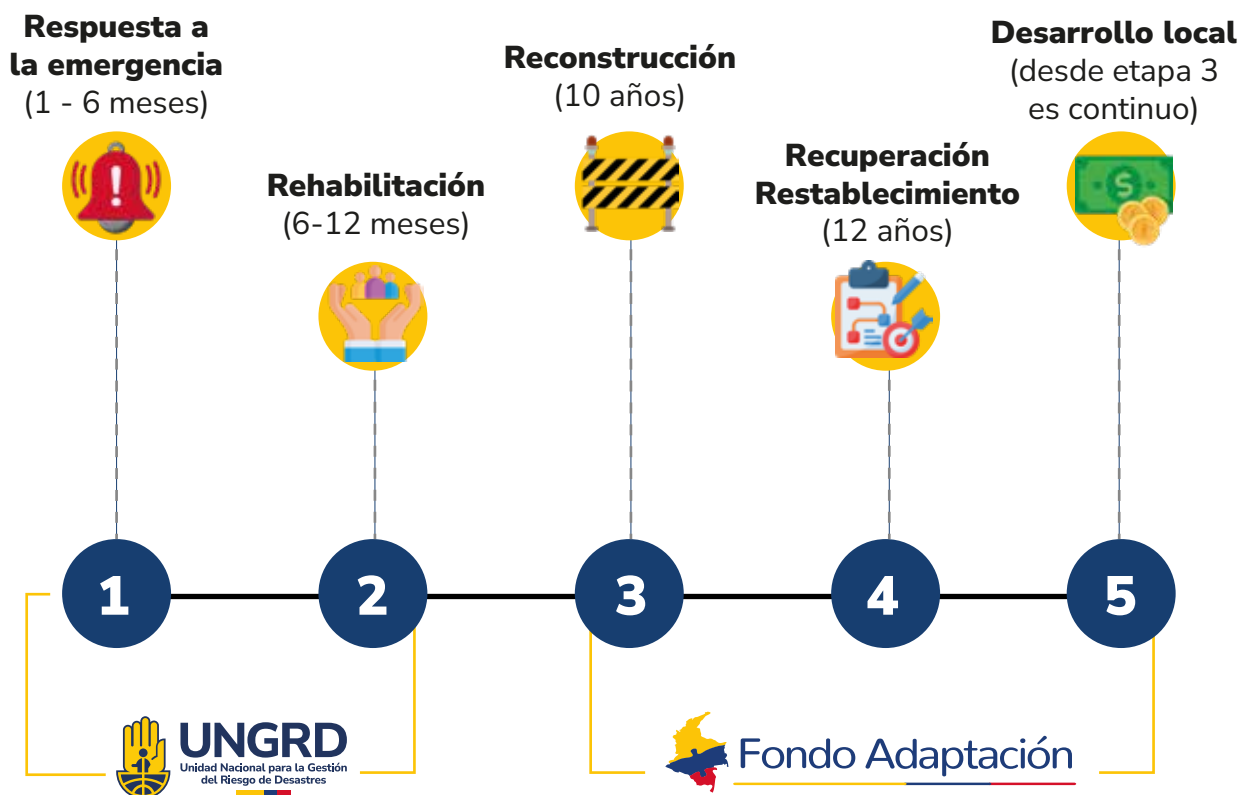 Respuesta a
la emergencia
(1 - 6 meses)
Rehabilitación
(6-12 meses)
Reconstrucción
(10 años)
Recuperación
Restablecimiento
(12 años)
Desarrollo local
(desde etapa 3
es continuo)
!
$
1
2
3
4
5
UNGRD
Unidad Nacional para la Gestión
del Riesgo de Desastres
Fondo Adaptación